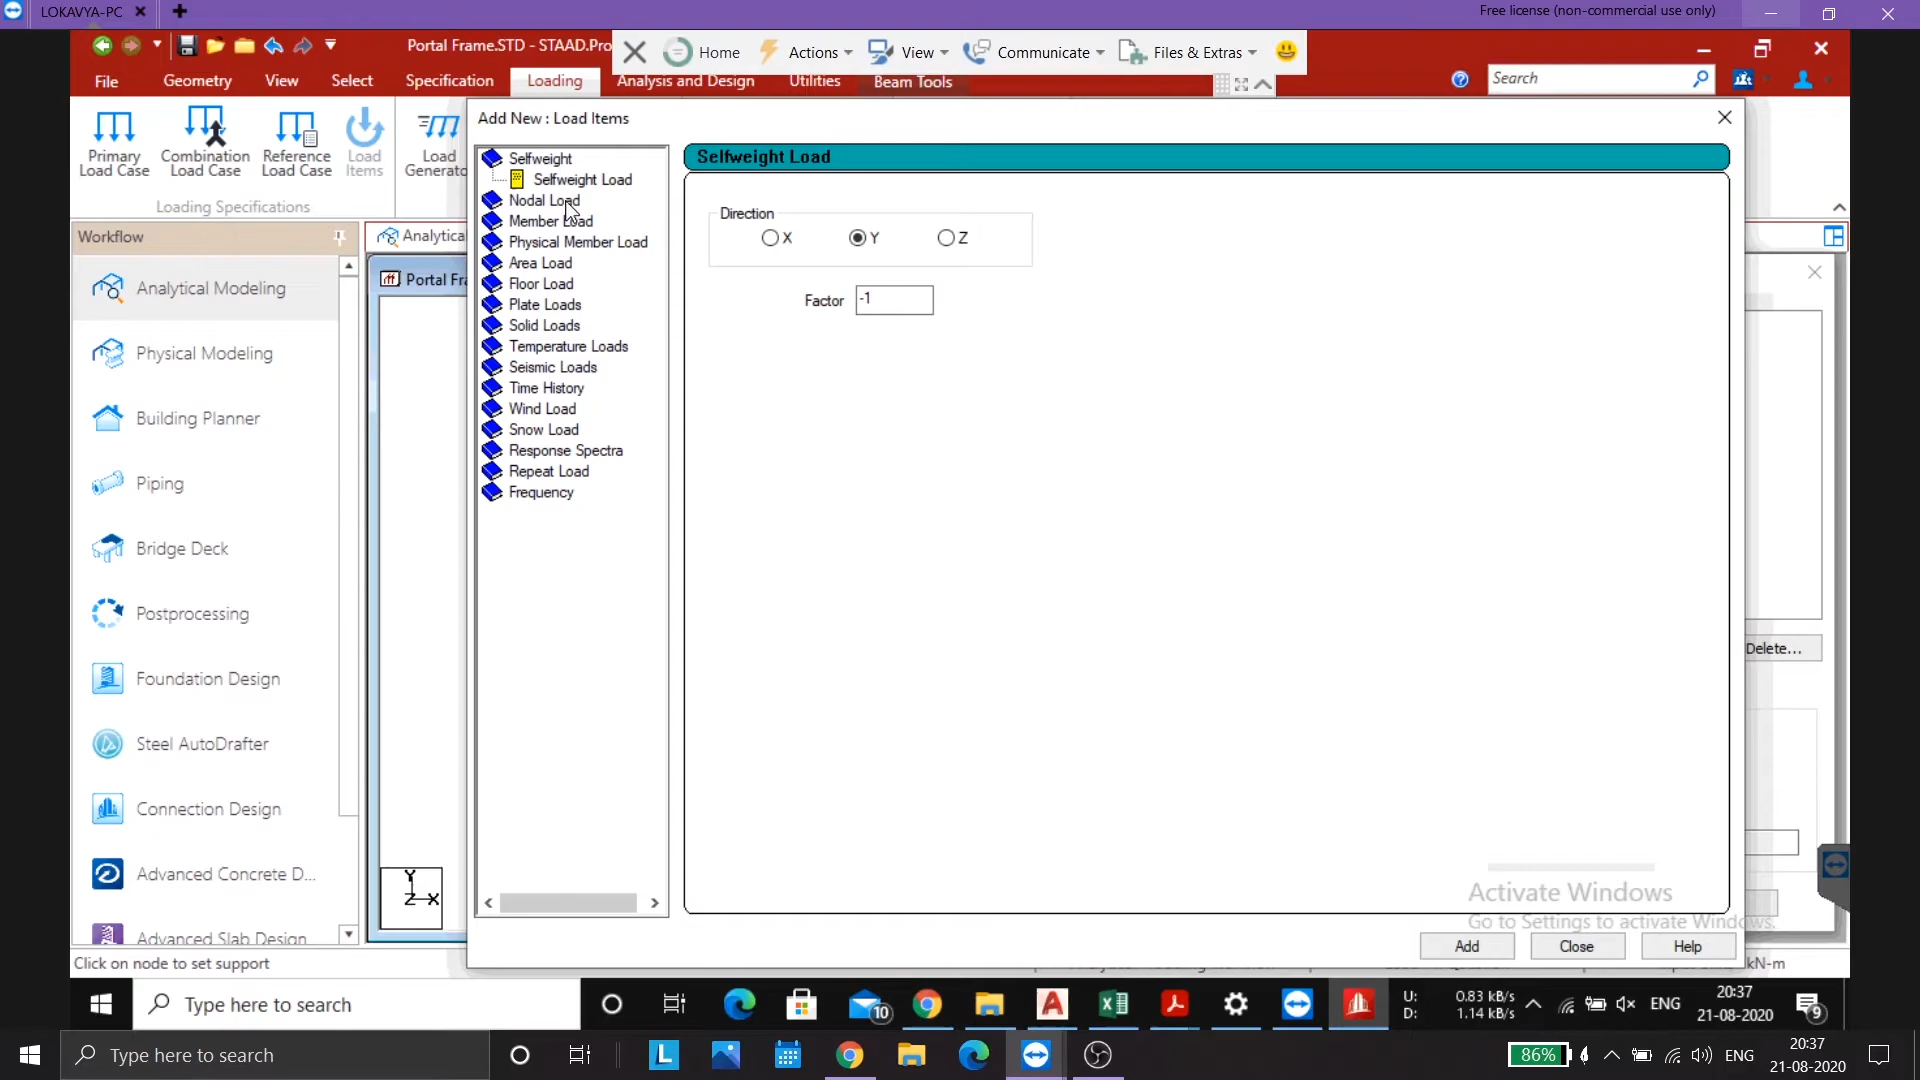 LOKAVYA-PC
Free license (non-commercial use only)
Portal Frame.STD - STAAD.Pro
Home
Actions
View
Communicate
Files & Extras
File
Geometry
View
Select
Specification
Loading
Analysis and Design
Utilities
Beam Tools
Search
Primary
Load Case
Combination
Load Case
Reference
Load Case
Load
Items
Load
Generato
Loading Specifications
Add New : Load Items
Selfweight
Selfweight Load
Nodal Load
Member Load
Physical Member Load
Area Load
Floor Load
Plate Loads
Solid Loads
Temperature Loads
Seismic Loads
Time History
Wind Load
Snow Load
Response Spectra
Repeat Load
Frequency
Selfweight Load
Direction
X
Y
Z
Factor
-1
Workflow
Analytical
Portal Fr
Analytical Modeling
Physical Modeling
Building Planner
Piping
Bridge Deck
Postprocessing
Foundation Design
Steel AutoDrafter
Connection Design
Advanced Concrete D...
Advanced Slab Design
Y
Z
X
Delete...
Activate Windows
Go to Settings to activate Windows.
Add
Close
Help
Click on node to set support
kN-m
Type here to search
10
U:
D:
0.83 kB/s
1.14 kB/s
ENG
20:37
21-08-2020
9
Type here to search
86%
ENG
20:37
21-08-2020